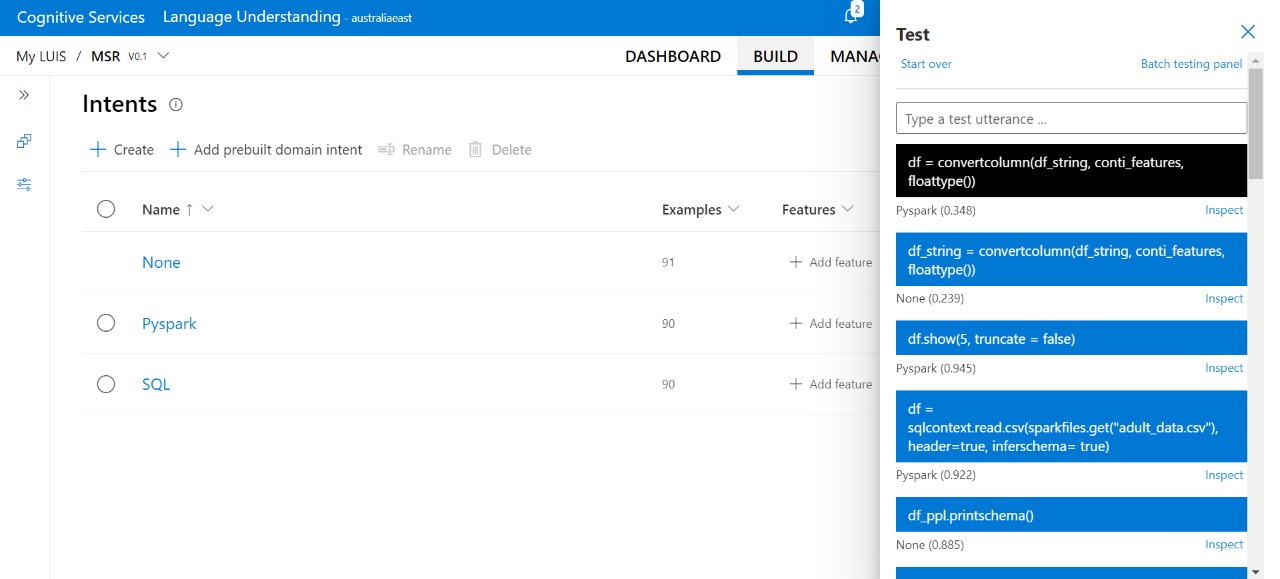 Cognitive Services Language Understanding - australiaeast 2
My LUIS / MSR V0.1 DASHBOARD BUILD
Intents
Create Add prebuilt domain intent Rename Delete
Name ↑ Examples Features
None 91 + Add feature
Pyspark 90 + Add feature
SQL 90 + Add feature
Test
Start over Batch testing panel
Type a test utterance ...
df = convertcolumn(df_string, conti_features,
floattype())
Pyspark (0.348) Inspect
df_string = convertcolumn(df_string, conti_features,
floattype())
None (0.239) Inspect
df.show(5, truncate = false)
Pyspark (0.945) Inspect
df =
sqlcontext.read.csv(sparkfiles.get("adult_data.csv"),
header=true, inferschema= true)
Pyspark (0.922) Inspect
df_ppl.printschema()
None (0.885) Inspect